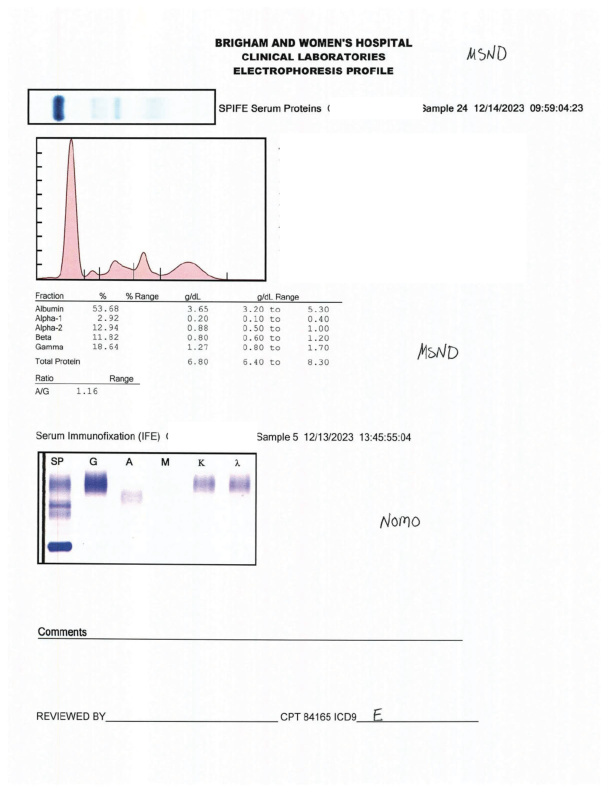 BRIGHAM AND WOMEN'S HOSPITAL
CLINICAL LABORATORIES
ELECTROPHORESIS PROFILE
MSND
SPIFE Serum Proteins ( Sample 24 12/14/2023 09:59:04:23
Fraction % % Range g/dL g/dL Range
Albumin 53.68 3.65 3.20 to 5.30
Alpha-1 2.92 0.20 0.10 to 0.40
Alpha-2 12.94 0.88 0.50 to 1.00
Beta 11.82 0.80 0.60 to 1.20
Gamma 18.64 1.27 0.80 to 1.70
Total Protein 6.80 6.40 to 8.30
MSND
Ratio Range
A/G 1.16
Serum Immunofixation (IFE) ( Sample 5 12/13/2023 13:45:55:04
SP G A M K λ
NOMO
Comments
REVIEWED BY CPT 84165 ICD9 E